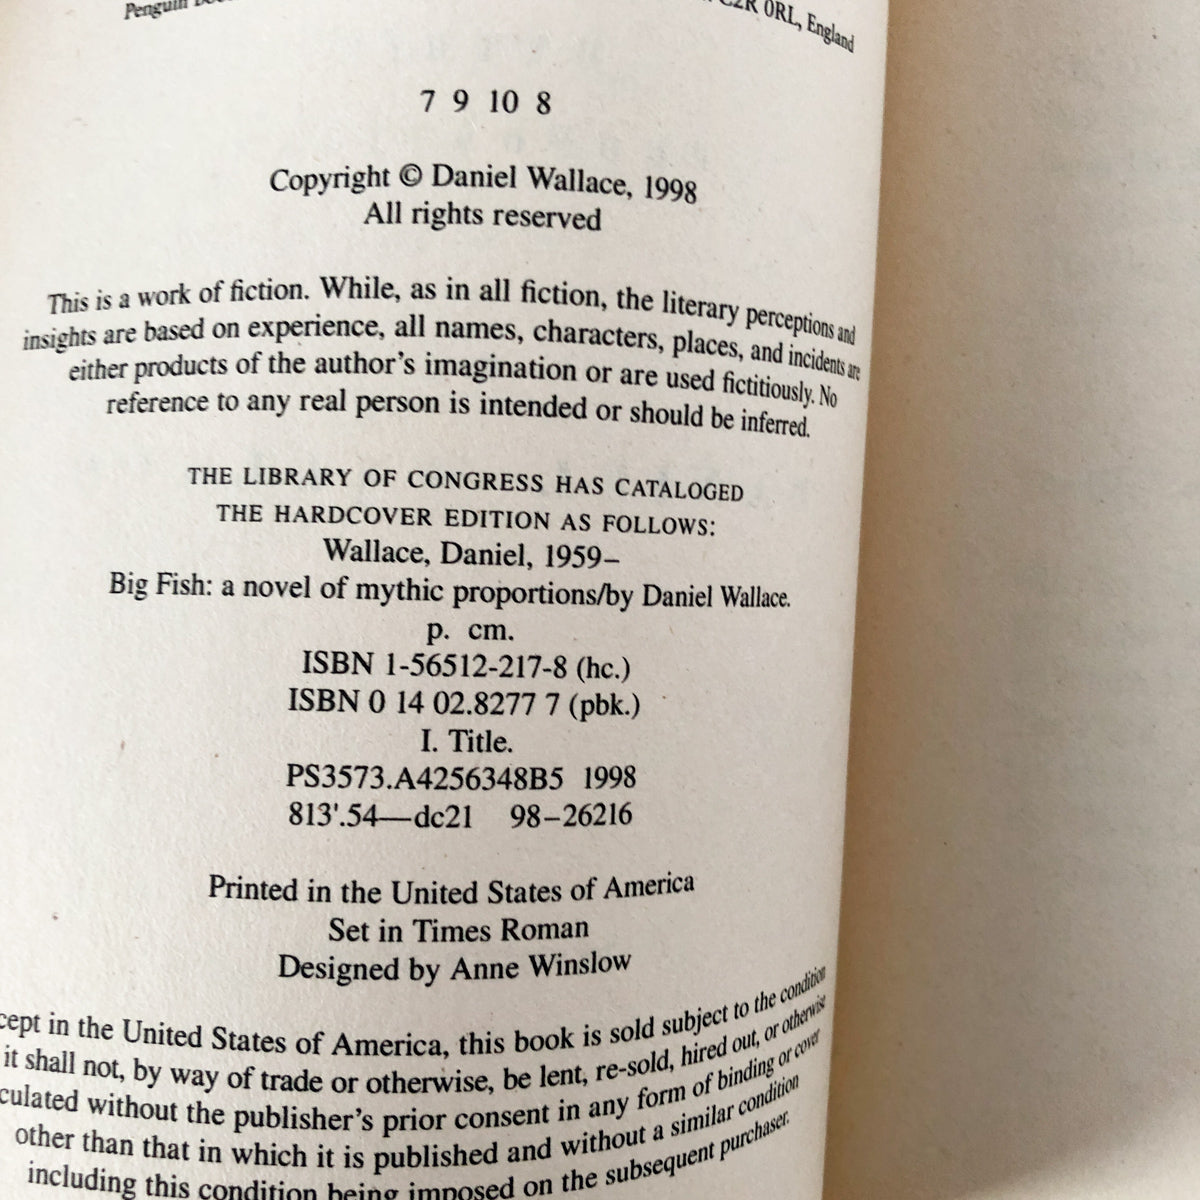 Penguin
0RL, England
7 9 10 8
Copyright © Daniel Wallace, 1998
All rights reserved
This is a work of fiction. While, as in all fiction, the literary perceptions and
insights are based on experience, all names, characters, places, and incidents are
either products of the author's imagination or are used fictitiously. No
reference to any real person is intended or should be inferred.
THE LIBRARY OF CONGRESS HAS CATALOGED
THE HARDCOVER EDITION AS FOLLOWS:
Wallace, Daniel, 1959–
Big Fish: a novel of mythic proportions/by Daniel Wallace.
p. cm.
ISBN 1-56512-217-8 (hc.)
ISBN 0 14 02.8277 7 (pbk.)
I. Title.
PS3573.A4256348B5 1998
813'.54—dc21 98–26216
Printed in the United States of America
Set in Times Roman
Designed by Anne Winslow
cept in the United States of America, this book is sold subject to the condition
it shall not, by way of trade or otherwise, be lent, re-sold, hired out, or otherwise
culated without the publisher's prior consent in any form of binding or cover
other than that in which it is published and without a similar condition
including this condition being imposed on the subsequent purchaser.